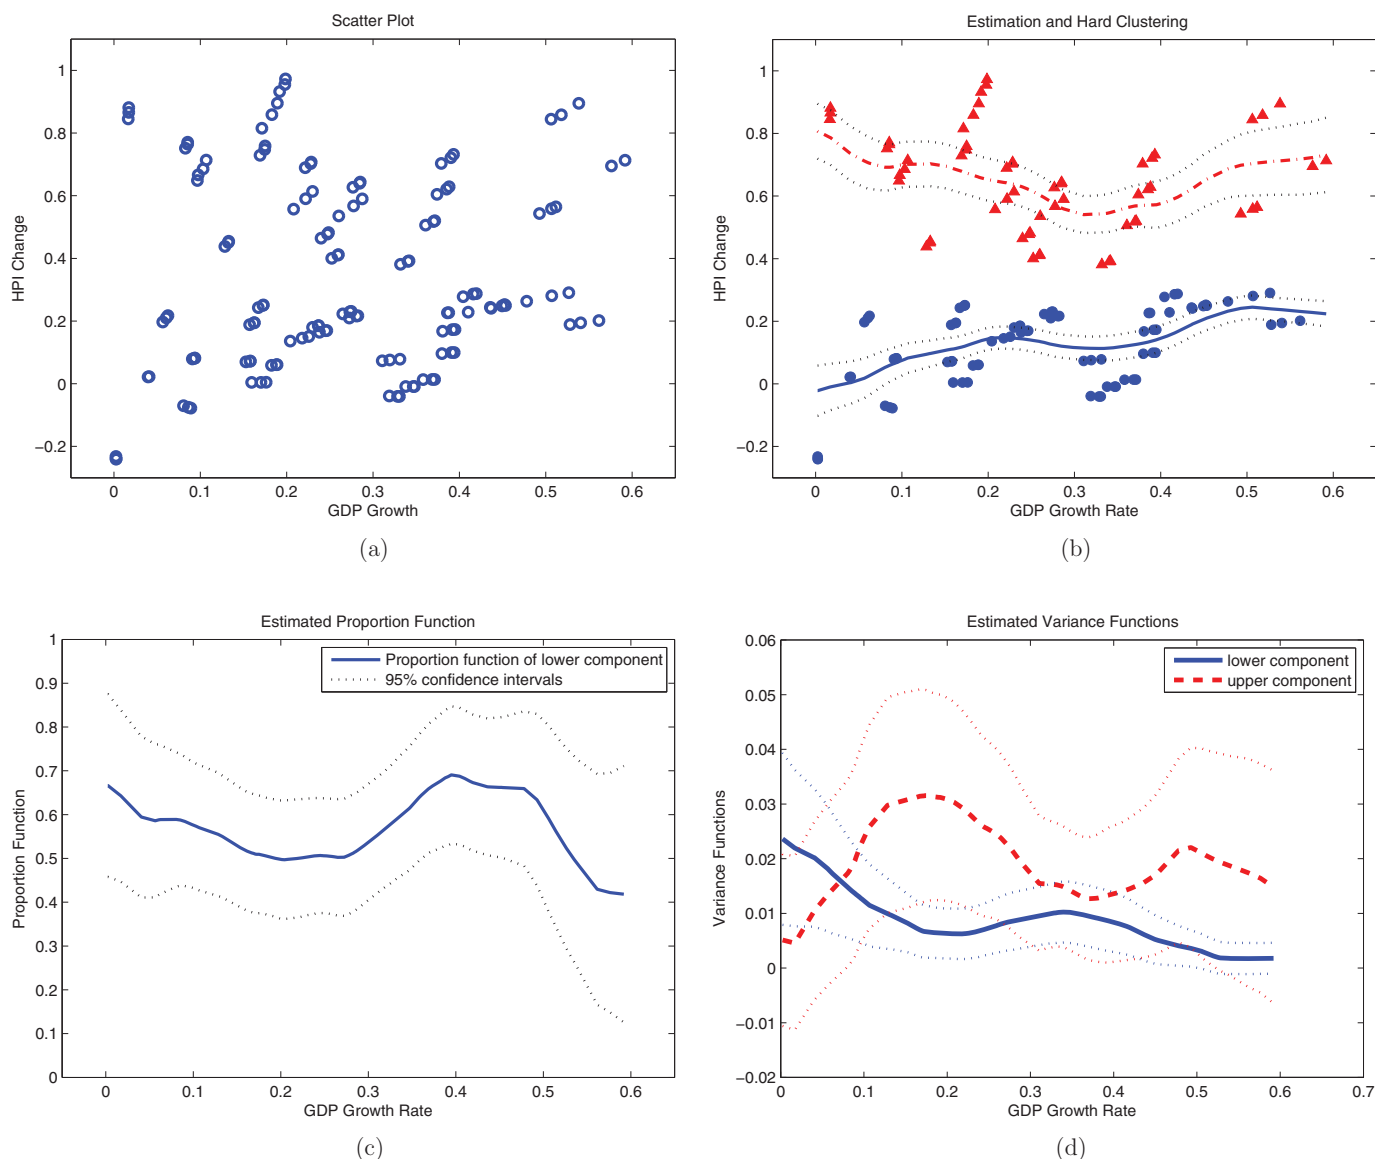 Scatter Plot
1
0.8
0.6
0.4
0.2
0
−0.2
HPI Change
0 0.1 0.2 0.3 0.4 0.5 0.6
GDP Growth
(a)
Estimation and Hard Clustering
1
0.8
0.6
0.4
0.2
0
−0.2
HPI Change
0 0.1 0.2 0.3 0.4 0.5 0.6
GDP Growth Rate
(b)
Estimated Proportion Function
1
0.9
0.8
0.7
0.6
0.5
0.4
0.3
0.2
0.1
0
Proportion Function
Proportion function of lower component
95% confidence intervals
0 0.1 0.2 0.3 0.4 0.5 0.6
GDP Growth Rate
(c)
Estimated Variance Functions
0.06
0.05
0.04
0.03
0.02
0.01
0
−0.01
−0.02
Variance Functions
lower component
upper component
0 0.1 0.2 0.3 0.4 0.5 0.6 0.7
GDP Growth Rate
(d)